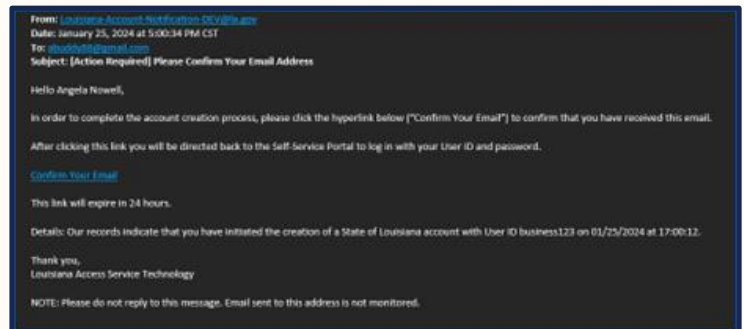 From: Louisiana-Account-Notification-DEV@la.gov
Date: January 25, 2024 at 5:00:34 PM CST
To: abuddy88@gmail.com
Subject: [Action Required] Please Confirm Your Email Address
Hello Angela Nowell,
In order to complete the account creation process, please click the hyperlink below ("Confirm Your Email") to confirm that you have received this email.
After clicking this link you will be directed back to the Self-Service Portal to log in with your User ID and password.
Confirm Your Email
This link will expire in 24 hours.
Details: Our records indicate that you have initiated the creation of a State of Louisiana account with User ID business123 on 01/25/2024 at 17:00:12.
Thank you,
Louisiana Access Service Technology
NOTE: Please do not reply to this message. Email sent to this address is not monitored.